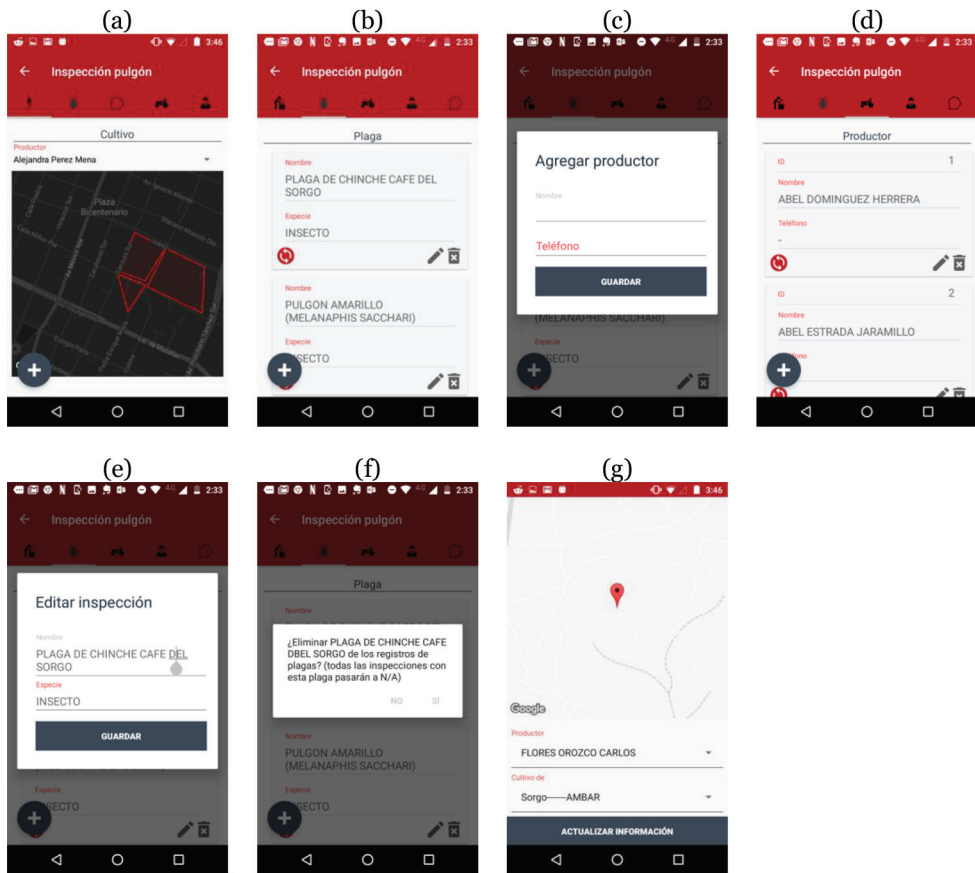 (a)
3:46
Inspección pulgón
Cultivo
Productor
Alejandra Perez Mena
Plaza
Bicentenario
(b)
4G 2:33
Inspección pulgón
Plaga
Nombre
PLAGA DE CHINCHE CAFE DEL
SORGO
Especie
INSECTO
Nombre
PULGON AMARILLO
(MELANAPHIS SACCHARI)
Especie
INSECTO
(c)
4G 2:33
Inspección pulgón
Agregar productor
Nombre
Teléfono
GUARDAR
(MELANAPHIS SACCHARI)
Especie
INSECTO
(d)
4G 2:33
Inspección pulgón
Productor
ID 1
Nombre
ABEL DOMINGUEZ HERRERA
Teléfono
-
ID 2
Nombre
ABEL ESTRADA JARAMILLO
Teléfono
(e)
4G 2:33
Inspección pulgón
Editar inspección
Nombre
PLAGA DE CHINCHE CAFE DEL
SORGO
Especie
INSECTO
GUARDAR
Especie
INSECTO
(f)
4G 2:33
Inspección pulgón
Plaga
Nombre
¿Eliminar PLAGA DE CHINCHE CAFE
DBEL SORGO de los registros de
plagas? (todas las inspecciones con
esta plaga pasarán a N/A)
NO SÍ
PULGON AMARILLO
(MELANAPHIS SACCHARI)
Especie
INSECTO
(g)
3:46
Google
Productor
FLORES OROZCO CARLOS
Cultivo de
Sorgo------AMBAR
ACTUALIZAR INFORMACIÓN